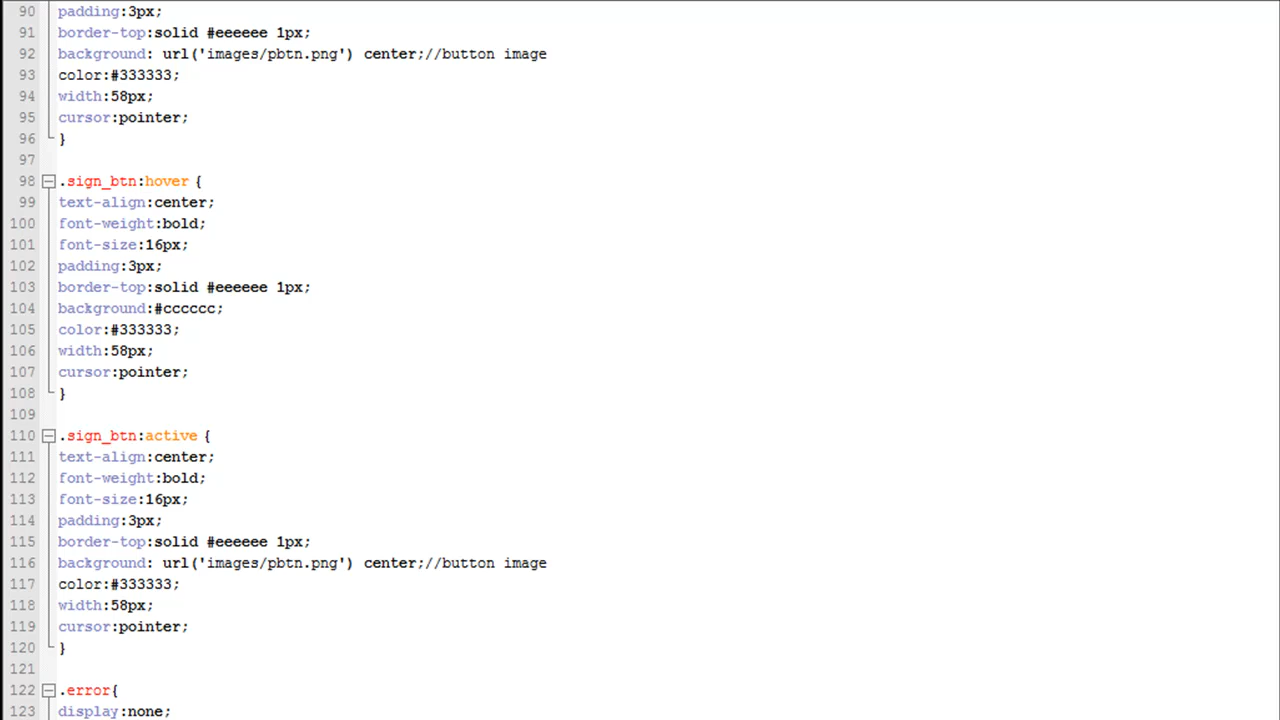 90 padding:3px;
91 border-top:solid #eeeeee 1px;
92 background: url('images/pbtn.png') center;//button image
93 color:#333333;
94 width:58px;
95 cursor:pointer;
96 }
97
98 .sign_btn:hover {
99 text-align:center;
100 font-weight:bold;
101 font-size:16px;
102 padding:3px;
103 border-top:solid #eeeeee 1px;
104 background:#cccccc;
105 color:#333333;
106 width:58px;
107 cursor:pointer;
108 }
109
110 .sign_btn:active {
111 text-align:center;
112 font-weight:bold;
113 font-size:16px;
114 padding:3px;
115 border-top:solid #eeeeee 1px;
116 background: url('images/pbtn.png') center;//button image
117 color:#333333;
118 width:58px;
119 cursor:pointer;
120 }
121
122 .error{
123 display:none;